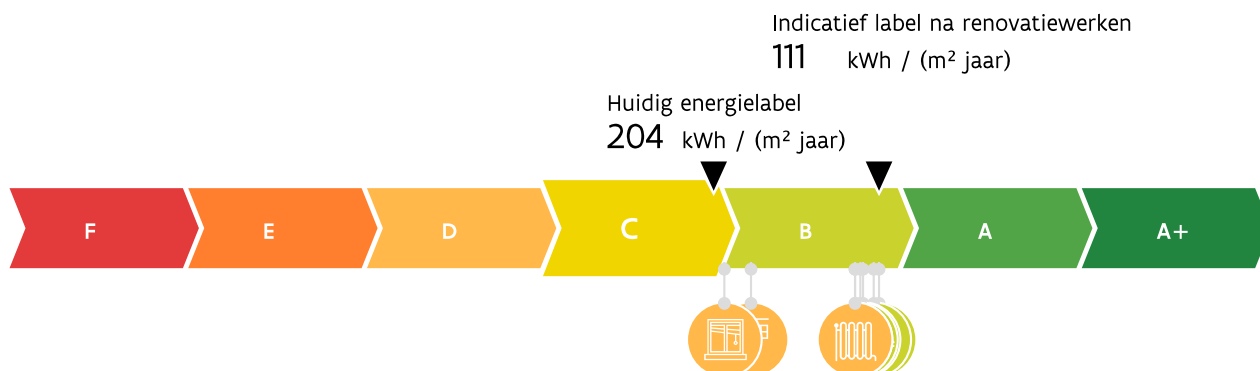 Indicatief label na renovatiewerken
111 kWh / (m² jaar)
Huidig energielabel
204 kWh / (m² jaar)
F E D C B A A+